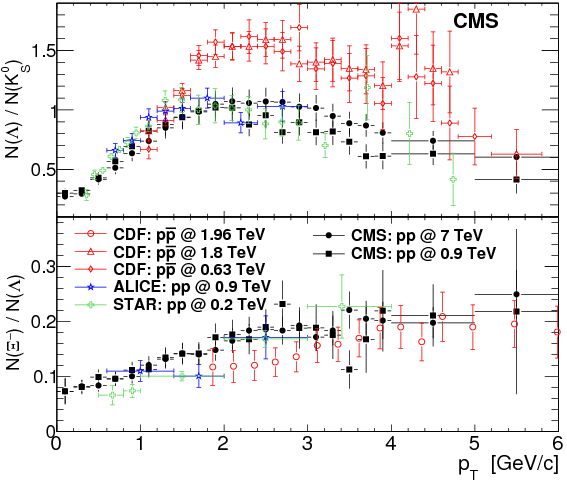 CMS
N(Λ) / N(K⁰_S)
1.5
1
0.5
CDF: pp̅ @ 1.96 TeV
CDF: pp̅ @ 1.8 TeV
CDF: pp̅ @ 0.63 TeV
ALICE: pp @ 0.9 TeV
STAR: pp @ 0.2 TeV
CMS: pp @ 7 TeV
CMS: pp @ 0.9 TeV
N(Ξ⁻) / N(Λ)
0.3
0.2
0.1
0
0 1 2 3 4 5 6
p_T [GeV/c]